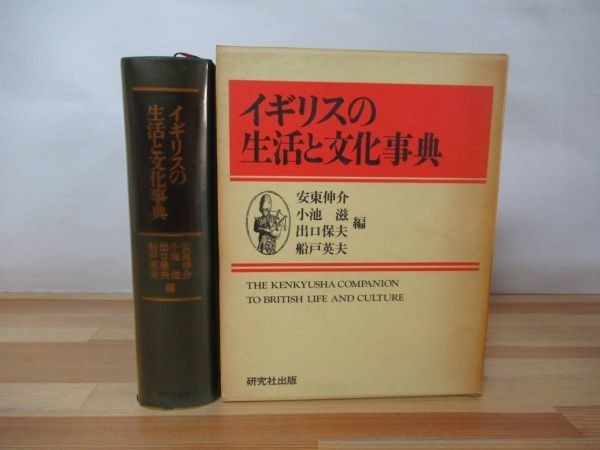 イギリスの
生活と文化事典
安東伸介
小池 滋
出口保夫
船戸英夫
編
イギリスの
生活と文化事典
安東伸介
小池 滋
出口保夫
船戸英夫
編
THE KENKYUSHA COMPANION
TO BRITISH LIFE AND CULTURE
研究社出版